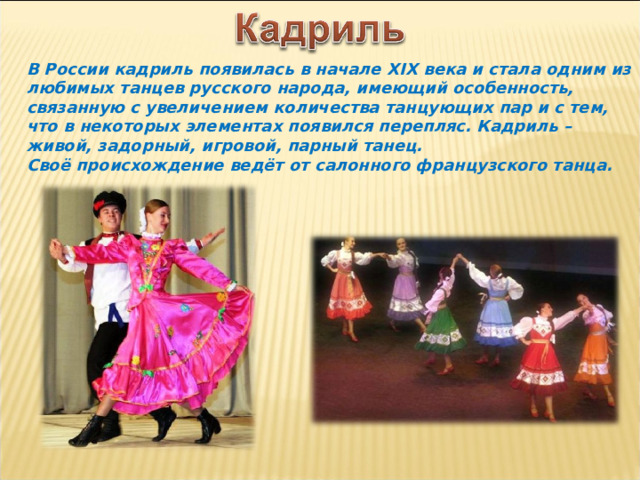 Кадриль
В России кадриль появилась в начале XIX века и стала одним из
любимых танцев русского народа, имеющий особенность,
связанную с увеличением количества танцующих пар и с тем,
что в некоторых элементах появился перепляс. Кадриль –
живой, задорный, игровой, парный танец.
Своё происхождение ведёт от салонного французского танца.